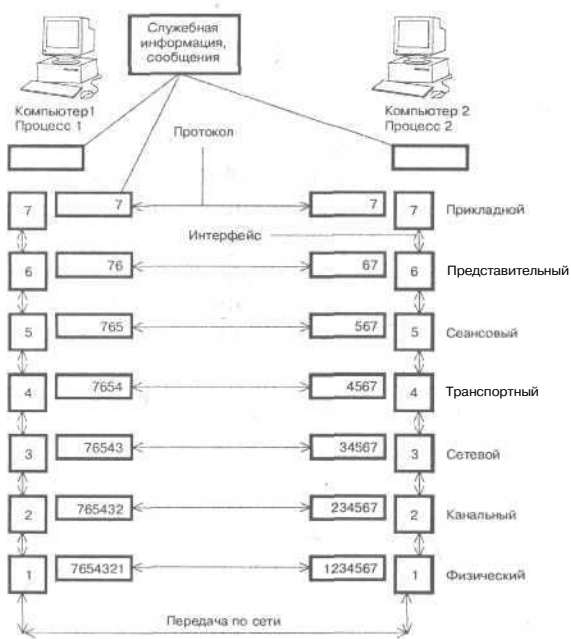 Служебная
информация,
сообщения
Компьютер1
Процесс 1
Компьютер 2
Процесс 2
Протокол
7
7
7
7
Прикладной
Интерфейс
6
76
67
6
Представительный
5
765
567
5
Сеансовый
4
7654
4567
4
Транспортный
3
76543
34567
3
Сетевой
2
765432
234567
2
Канальный
1
7654321
1234567
1
Физический
Передача по сети